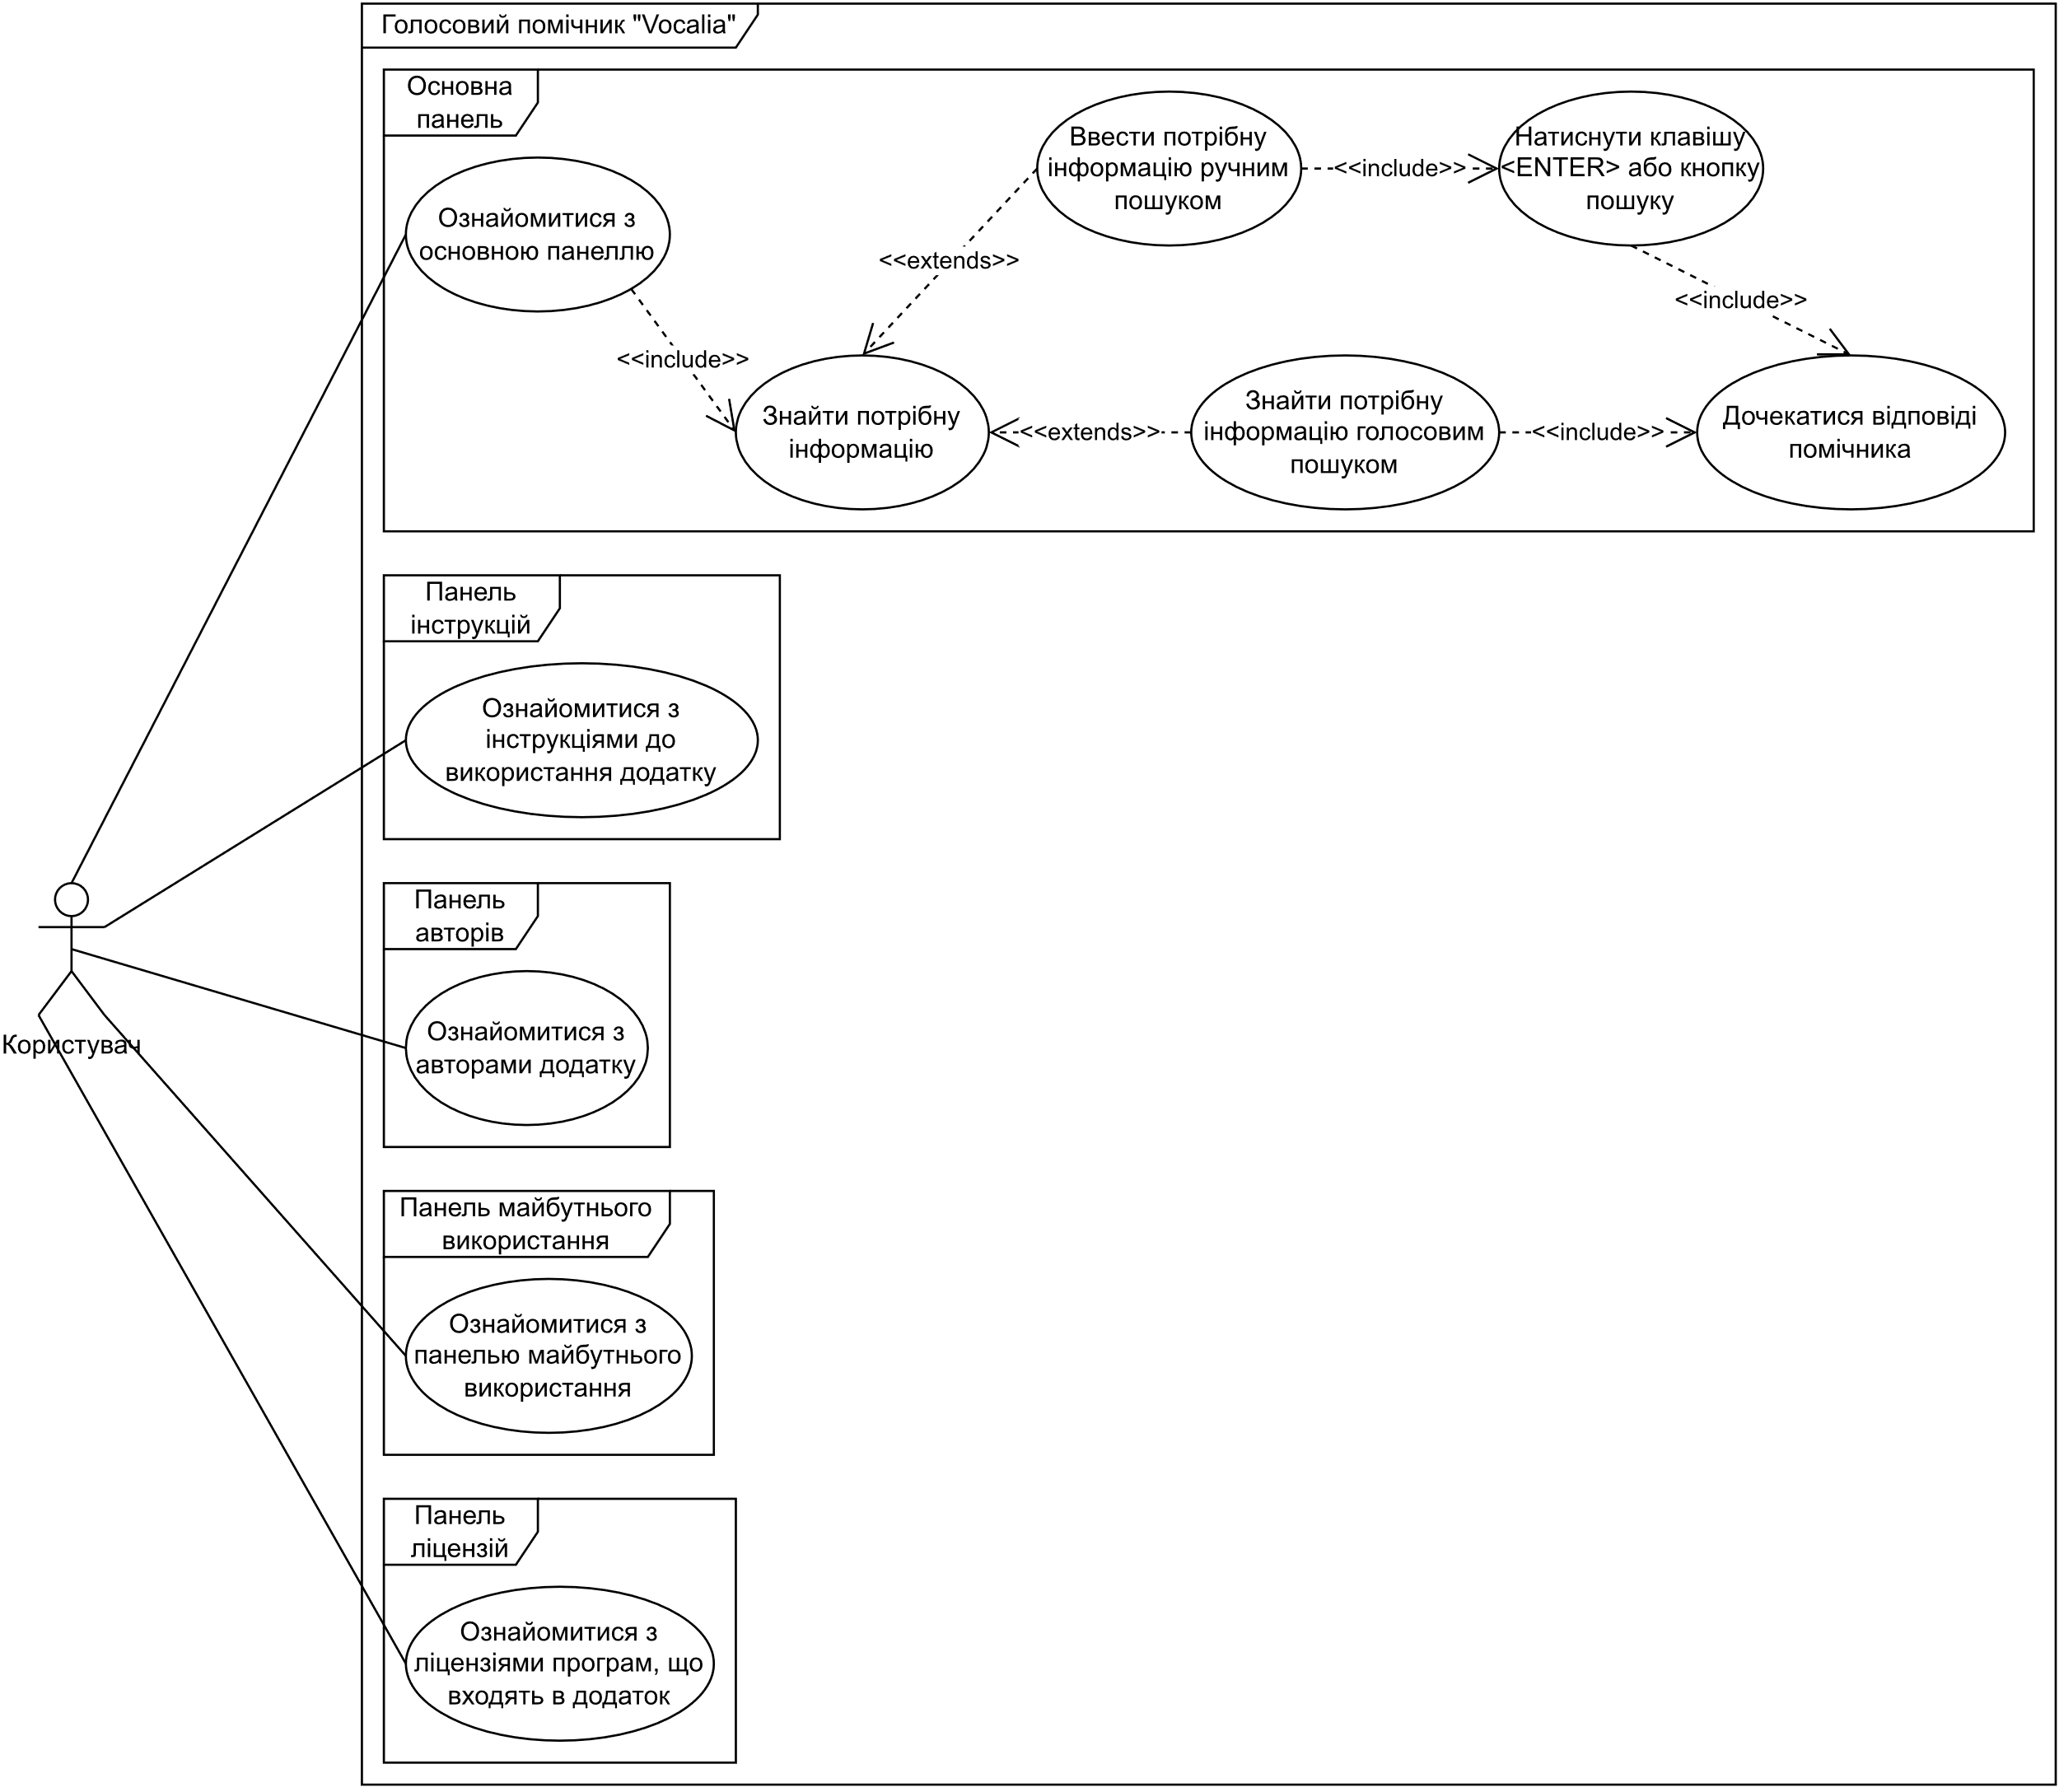 Голосовий помічник "Vocalia"
Основна
панель
Ознайомитися з
основною панеллю
<<include>>
Знайти потрібну
інформацію
<<extends>>
Ввести потрібну
інформацію ручним
пошуком
<<include>>
Натиснути клавішу
<ENTER> або кнопку
пошуку
<<include>>
<<extends>>
Знайти потрібну
інформацію голосовим
пошуком
<<include>>
Дочекатися відповіді
помічника
Панель
інструкцій
Ознайомитися з
інструкціями до
використання додатку
Панель
авторів
Ознайомитися з
авторами додатку
Користувач
Панель майбутнього
використання
Ознайомитися з
панелью майбутнього
використання
Панель
ліцензій
Ознайомитися з
ліцензіями програм, що
входять в додаток